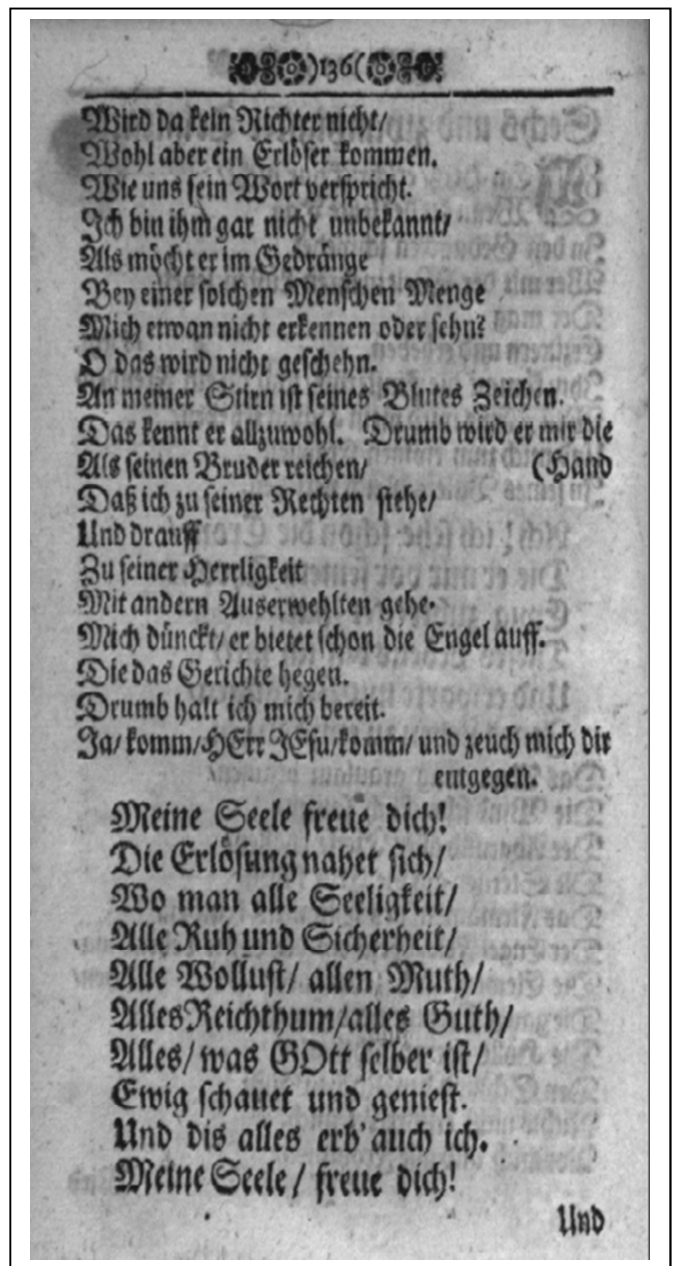 )136(
Wird da kein Richter nicht/
Wohl aber ein Erlöser kommen.
Wie uns sein Wort verspricht.
Ich bin ihm gar nicht unbekannt/
Als möcht er im Gedränge
Bey einer solchen Menschen Menge
Mich etwan nicht erkennen oder sehn?
O das wird nicht geschehn.
An meiner Stirn ist seines Blutes Zeichen.
Das kennt er allzuwohl. Drumb wird er mir die
Als seinen Bruder reichen/ (Hand
Daß ich zu seiner Rechten stehe/
Und drauff
Zu seiner Herrligkeit
Mit andern Auserwehlten gehe.
Mich dünckt/ er bietet schon die Engel auff.
Die das Gerichte hegen.
Drumb halt ich mich bereit.
Ja/ komm/ HErr JEsu/ komm/ und zeuch mich dir
entgegen.
Meine Seele freue dich!
Die Erlösung nahet sich/
Wo man alle Seeligkeit/
Alle Ruh und Sicherheit/
Alle Wollust/ allen Muth/
Alles Reichthum/ alles Guth/
Alles/ was GOtt selber ist/
Ewig schauet und geniest.
Und dis alles erb' auch ich.
Meine Seele/ freue dich!
Und